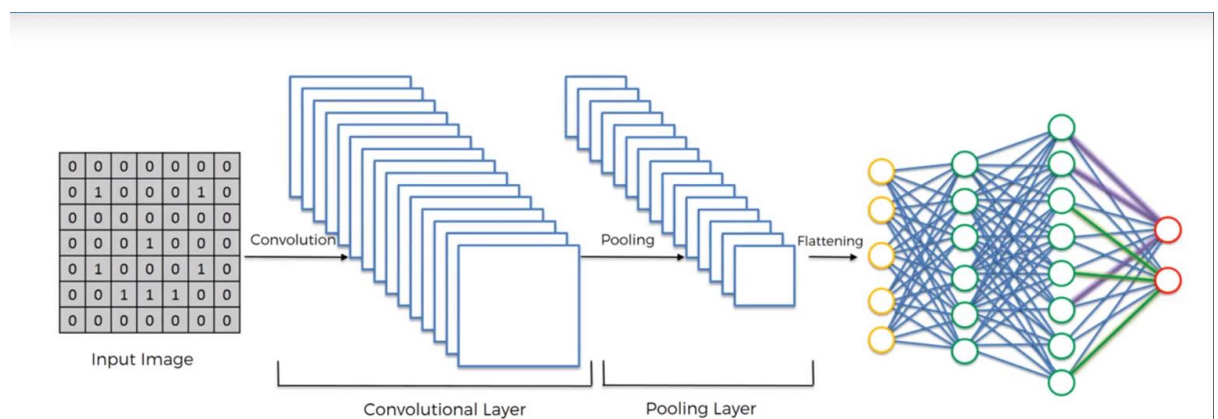 0 0 0 0 0 0 0
0 1 0 0 0 1 0
0 0 0 0 0 0 0
0 0 0 1 0 0 0
0 1 0 0 0 1 0
0 0 1 1 1 0 0
0 0 0 0 0 0 0
Input Image
Convolution
Convolutional Layer
Pooling
Pooling Layer
Flattening